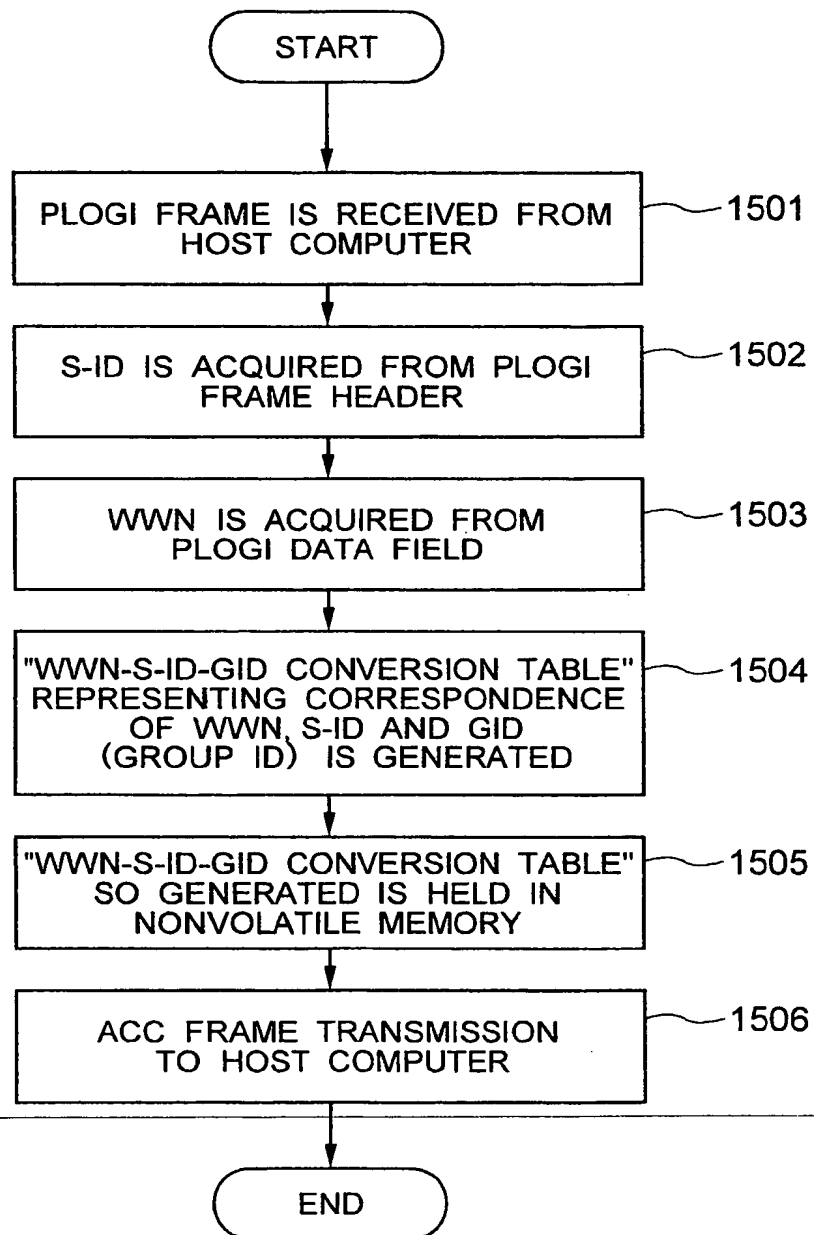 START
PLOGI FRAME IS RECEIVED FROM
HOST COMPUTER
1501
S-ID IS ACQUIRED FROM PLOGI
FRAME HEADER
1502
WWN IS ACQUIRED FROM
PLOGI DATA FIELD
1503
"WWN-S-ID-GID CONVERSION TABLE"
REPRESENTING CORRESPONDENCE
OF WWN, S-ID AND GID
(GROUP ID) IS GENERATED
1504
"WWN-S-ID-GID CONVERSION TABLE"
SO GENERATED IS HELD IN
NONVOLATILE MEMORY
1505
ACC FRAME TRANSMISSION
TO HOST COMPUTER
1506
END